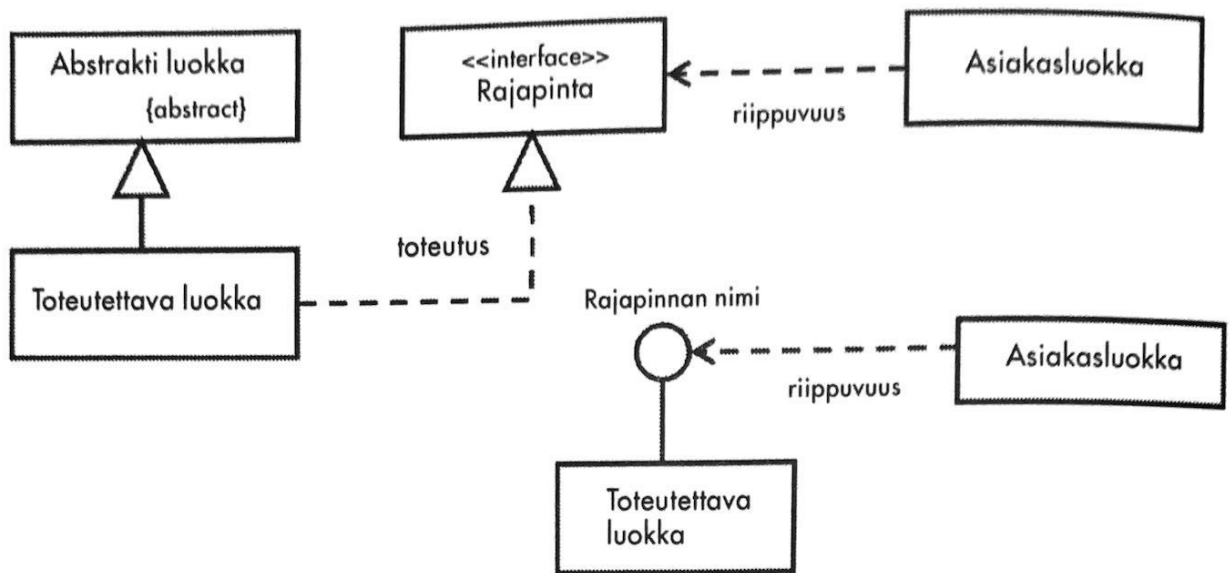 Abstrakti luokka
{abstract}
<<interface>>
Rajapinta
Asiakasluokka
riippuvuus
toteutus
Toteutettava luokka
Rajapinnan nimi
Asiakasluokka
riippuvuus
Toteutettava
luokka